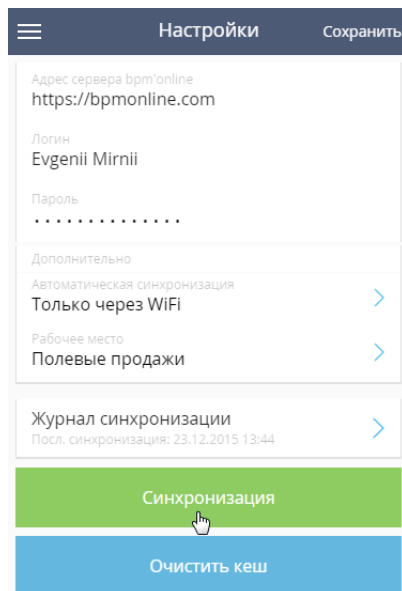 Настройки
Сохранить
Адрес сервера bpm'online
https://bpmonline.com
Логин
Evgenii Mirnii
Пароль
..............
Дополнительно
Автоматическая синхронизация
Только через WiFi
Рабочее место
Полевые продажи
Журнал синхронизации
Посл. синхронизация: 23.12.2015 13:44
Синхронизация
Очистить кеш